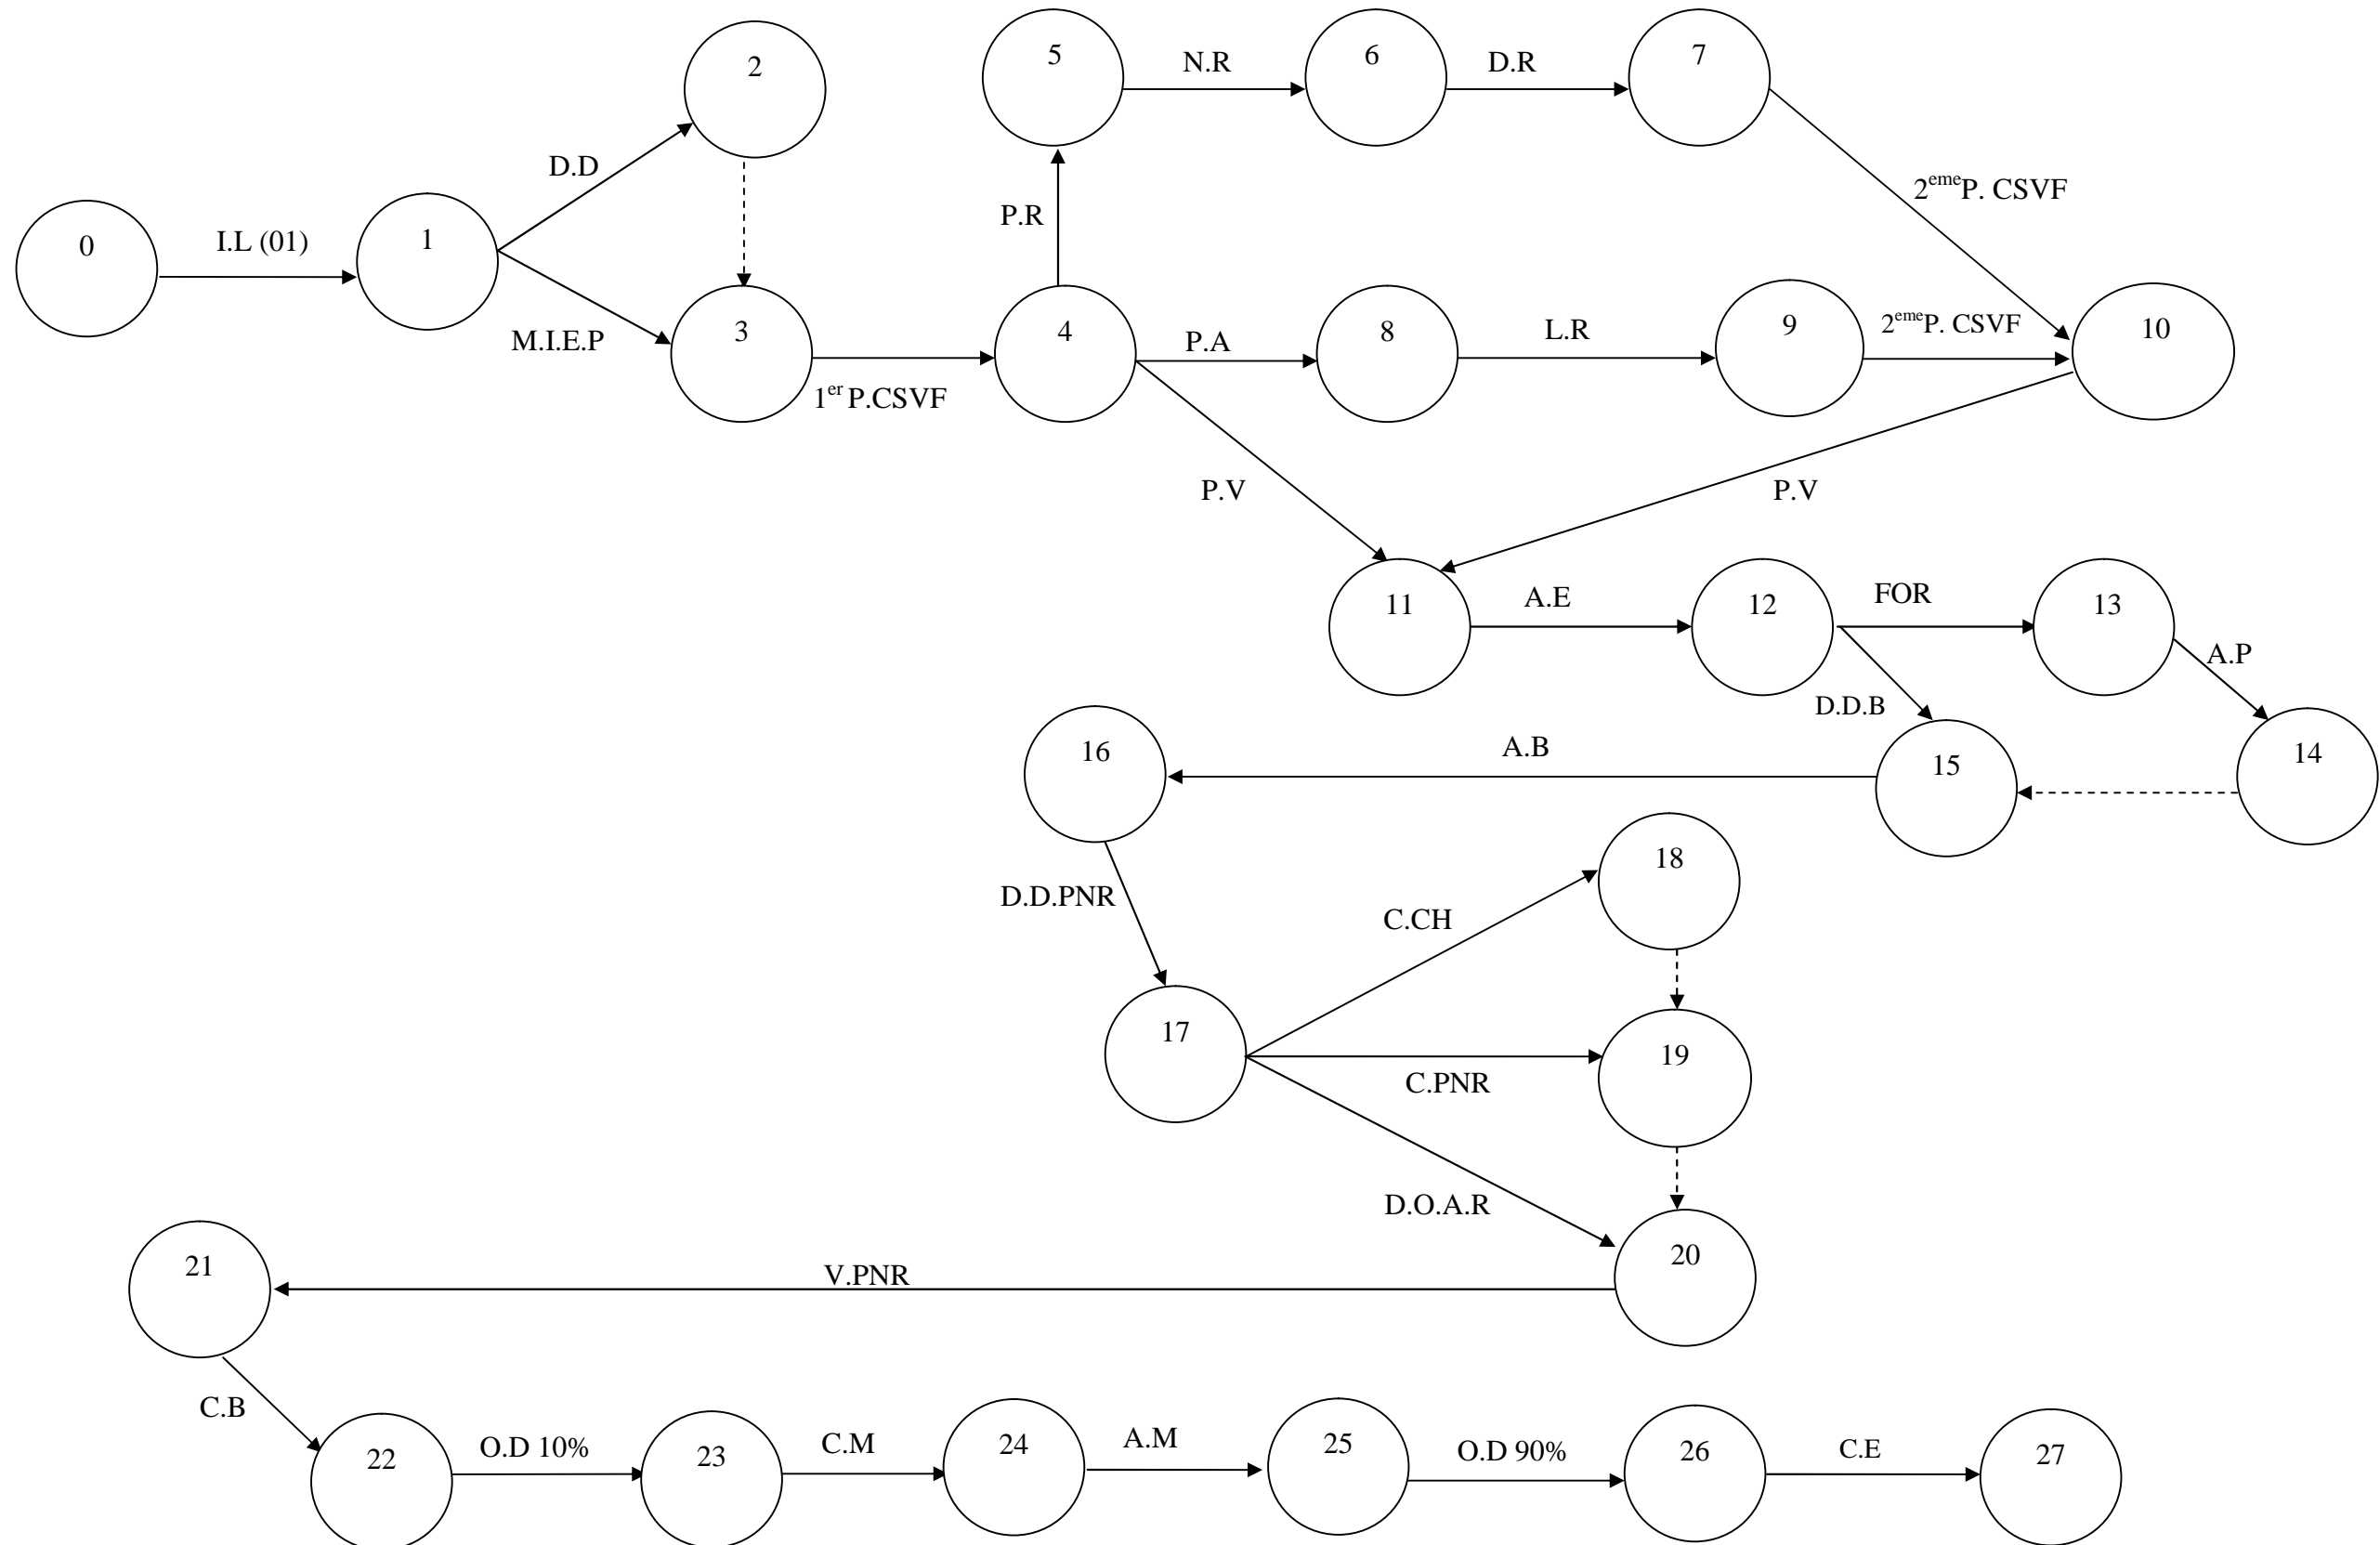 5
N.R
6
D.R
7
2
D.D
2emeP. CSVF
P.R
0
I.L (01)
1
M.I.E.P
3
1er P.CSVF
4
P.A
8
L.R
9
2emeP. CSVF
10
P.V
P.V
11
A.E
12
FOR
13
A.P
D.D.B
16
A.B
15
14
D.D.PNR
C.CH
18
17
C.PNR
19
D.O.A.R
20
21
V.PNR
C.B
22
O.D 10%
23
C.M
24
A.M
25
O.D 90%
26
C.E
27